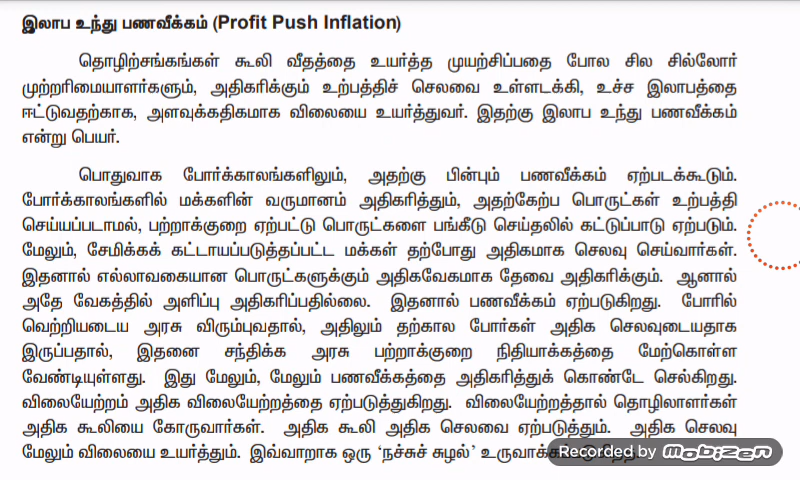 இலாப உந்து பணவீக்கம் (Profit Push Inflation)
தொழிற்சங்கங்கள் கூலி வீதத்தை உயர்த்த முயற்சிப்பதை போல சில சில்லோர்
முற்றுரிமையாளர்களும், அதிகரிக்கும் உற்பத்திச் செலவை உள்ளடக்கி, உச்ச இலாபத்தை
ஈட்டுவதற்காக, அளவுக்கதிகமாக விலையை உயர்த்துவர். இதற்கு இலாப உந்து பணவீக்கம்
என்று பெயர்.
பொதுவாக போர்க்காலங்களிலும், அதற்கு பின்பும் பணவீக்கம் ஏற்படக்கூடும்.
போர்க்காலங்களில் மக்களின் வருமானம் அதிகரித்தும், அதற்கேற்ப பொருட்கள் உற்பத்தி
செய்யப்படாமல், பற்றாக்குறை ஏற்பட்டு பொருட்களை பங்கீடு செய்தலில் கட்டுப்பாடு ஏற்படும்.
மேலும், சேமிக்கக் கட்டாயப்படுத்தப்பட்ட மக்கள் தற்போது அதிகமாக செலவு செய்வார்கள்.
இதனால் எல்லாவகையான பொருட்களுக்கும் அதிகவேகமாக தேவை அதிகரிக்கும். ஆனால்
அதே வேகத்தில் அளிப்பு அதிகரிப்பதில்லை. இதனால் பணவீக்கம் ஏற்படுகிறது. போரில்
வெற்றியடைய அரசு விரும்புவதால், அதிலும் தற்கால போர்கள் அதிக செலவுடையதாக
இருப்பதால், இதனை சந்திக்க அரசு பற்றாக்குறை நிதியாக்கத்தை மேற்கொள்ள
வேண்டியுள்ளது. இது மேலும், மேலும் பணவீக்கத்தை அதிகரித்துக் கொண்டே செல்கிறது.
விலையேற்றம் அதிக விலையேற்றத்தை ஏற்படுத்துகிறது. விலையேற்றத்தால் தொழிலாளர்கள்
அதிக கூலியை கோருவார்கள். அதிக கூலி அதிக செலவை ஏற்படுத்தும். அதிக செலவு
மேலும் விலையை உயர்த்தும். இவ்வாறாக ஒரு 'நச்சுச் சுழல்'
Recorded by mobizen